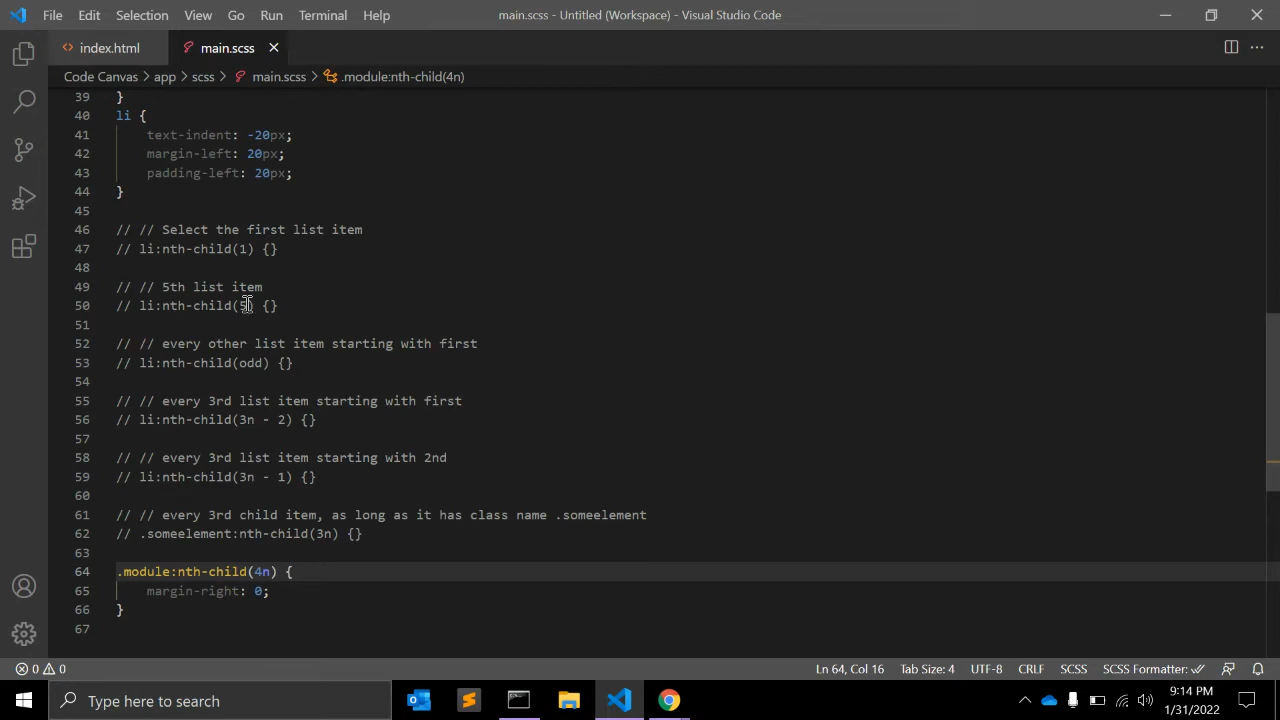 File Edit Selection View Go Run Terminal Help main.scss - Untitled (Workspace) - Visual Studio Code
index.html main.scss
Code Canvas > app > scss > main.scss > .module:nth-child(4n)
39 }
40 li {
41 text-indent: -20px;
42 margin-left: 20px;
43 padding-left: 20px;
44 }
45
46 // // Select the first list item
47 // li:nth-child(1) {}
48
49 // // 5th list item
50 // li:nth-child(5) {}
51
52 // // every other list item starting with first
53 // li:nth-child(odd) {}
54
55 // // every 3rd list item starting with first
56 // li:nth-child(3n - 2) {}
57
58 // // every 3rd list item starting with 2nd
59 // li:nth-child(3n - 1) {}
60
61 // // every 3rd child item, as long as it has class name .someelement
62 // .someelement:nth-child(3n) {}
63
64 .module:nth-child(4n) {
65 margin-right: 0;
66 }
67
0 0 Ln 64, Col 16 Tab Size: 4 UTF-8 CRLF SCSS SCSS Formatter:
Type here to search 9:14 PM
1/31/2022